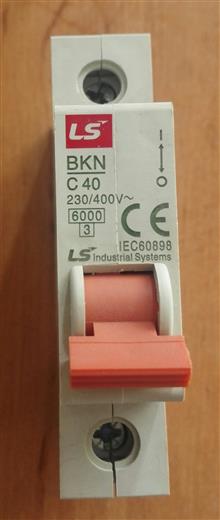 LS
BKN
C 40
230/400V~
6000
3
CE
IEC60898
LS Industrial Systems
I
O